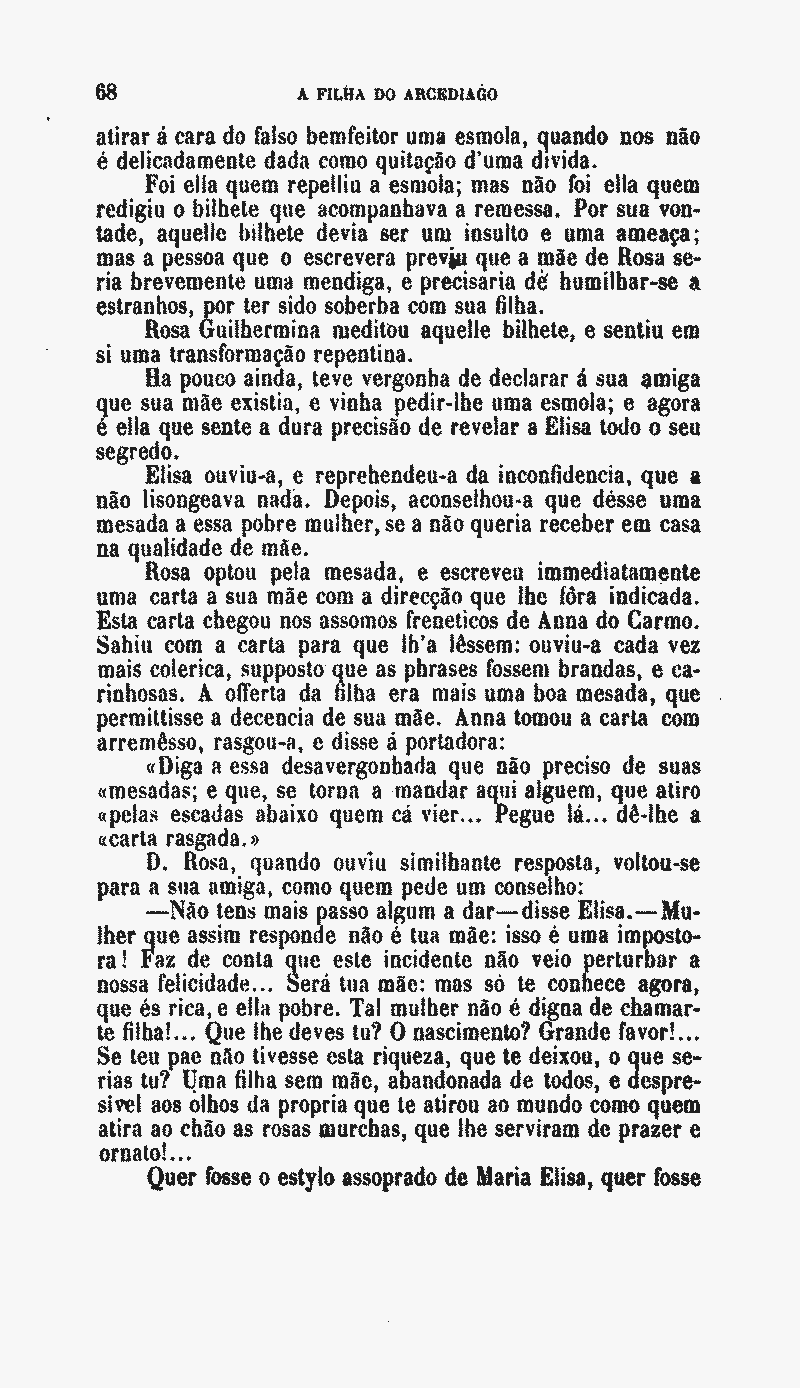 68 A FILHA DO ARCEDIAGO
atirar á cara do falso bemfeitor uma esmola, quando nos não
é delicadamente dada como quitação d'uma divida.
Foi ella quem repelliu a esmola; mas não foi ella quem
redigiu o bilhete que acompanhava a remessa. Por sua von-
tade, aquelle bilhete devia ser um insulto e uma ameaça;
mas a pessoa que o escrevera previu que a mãe de Rosa se-
ria brevemente uma mendiga, e precisaria de humilhar-se a
estranhos, por ter sido soberba com sua filha.
Rosa Guilhermina meditou aquelle bilhete, e sentiu em
si uma transformação repentina.
Ha pouco ainda, teve vergonha de declarar á sua amiga
que sua mãe existia, e vinha pedir-lhe uma esmola; e agora
é ella que sente a dura precisão de revelar a Elisa todo o seu
segredo.
Elisa ouviu-a, e reprehendeu-a da inconfidencia, que a
não lisongeava nada. Depois, aconselhou-a que désse uma
mesada a essa pobre mulher, se a não queria receber em casa
na qualidade de mãe.
Rosa optou pela mesada, e escreveu immediatamente
uma carta a sua mãe com a direcção que lhe fôra indicada.
Esta carta chegou nos assomos freneticos de Anna do Carmo.
Sahiu com a carta para que lh'a lêssem: ouviu-a cada vez
mais colerica, supposto que as phrases fossem brandas, e ca-
rinhosas. A offerta da filha era mais uma boa mesada, que
permittisse a decencia de sua mãe. Anna tomou a carta com
arremêsso, rasgou-a, e disse á portadora:
«Diga a essa desavergonhada que não preciso de suas
«mesadas; e que, se torna a mandar aqui alguem, que atiro
«pelas escadas abaixo quem cá vier... Pegue lá... dê-lhe a
«carta rasgada.»
D. Rosa, quando ouviu similhante resposta, voltou-se
para a sua amiga, como quem pede um conselho:
—Não tens mais passo algum a dar—disse Elisa.—Mu-
lher que assim responde não é tua mãe: isso é uma imposto-
ra! Faz de conta que este incidente não veio perturbar a
nossa felicidade... Será tua mãe: mas só te conhece agora,
que és rica, e ella pobre. Tal mulher não é digna de chamar-
te filha!... Que lhe deves tu? O nascimento? Grande favor!...
Se teu pae não tivesse esta riqueza, que te deixou, o que se-
rias tu? Uma filha sem mãe, abandonada de todos, e despre-
sivel aos olhos da propria que te atirou ao mundo como quem
atira ao chão as rosas murchas, que lhe serviram de prazer e
ornato!...
Quer fosse o estylo assoprado de Maria Elisa, quer fosse